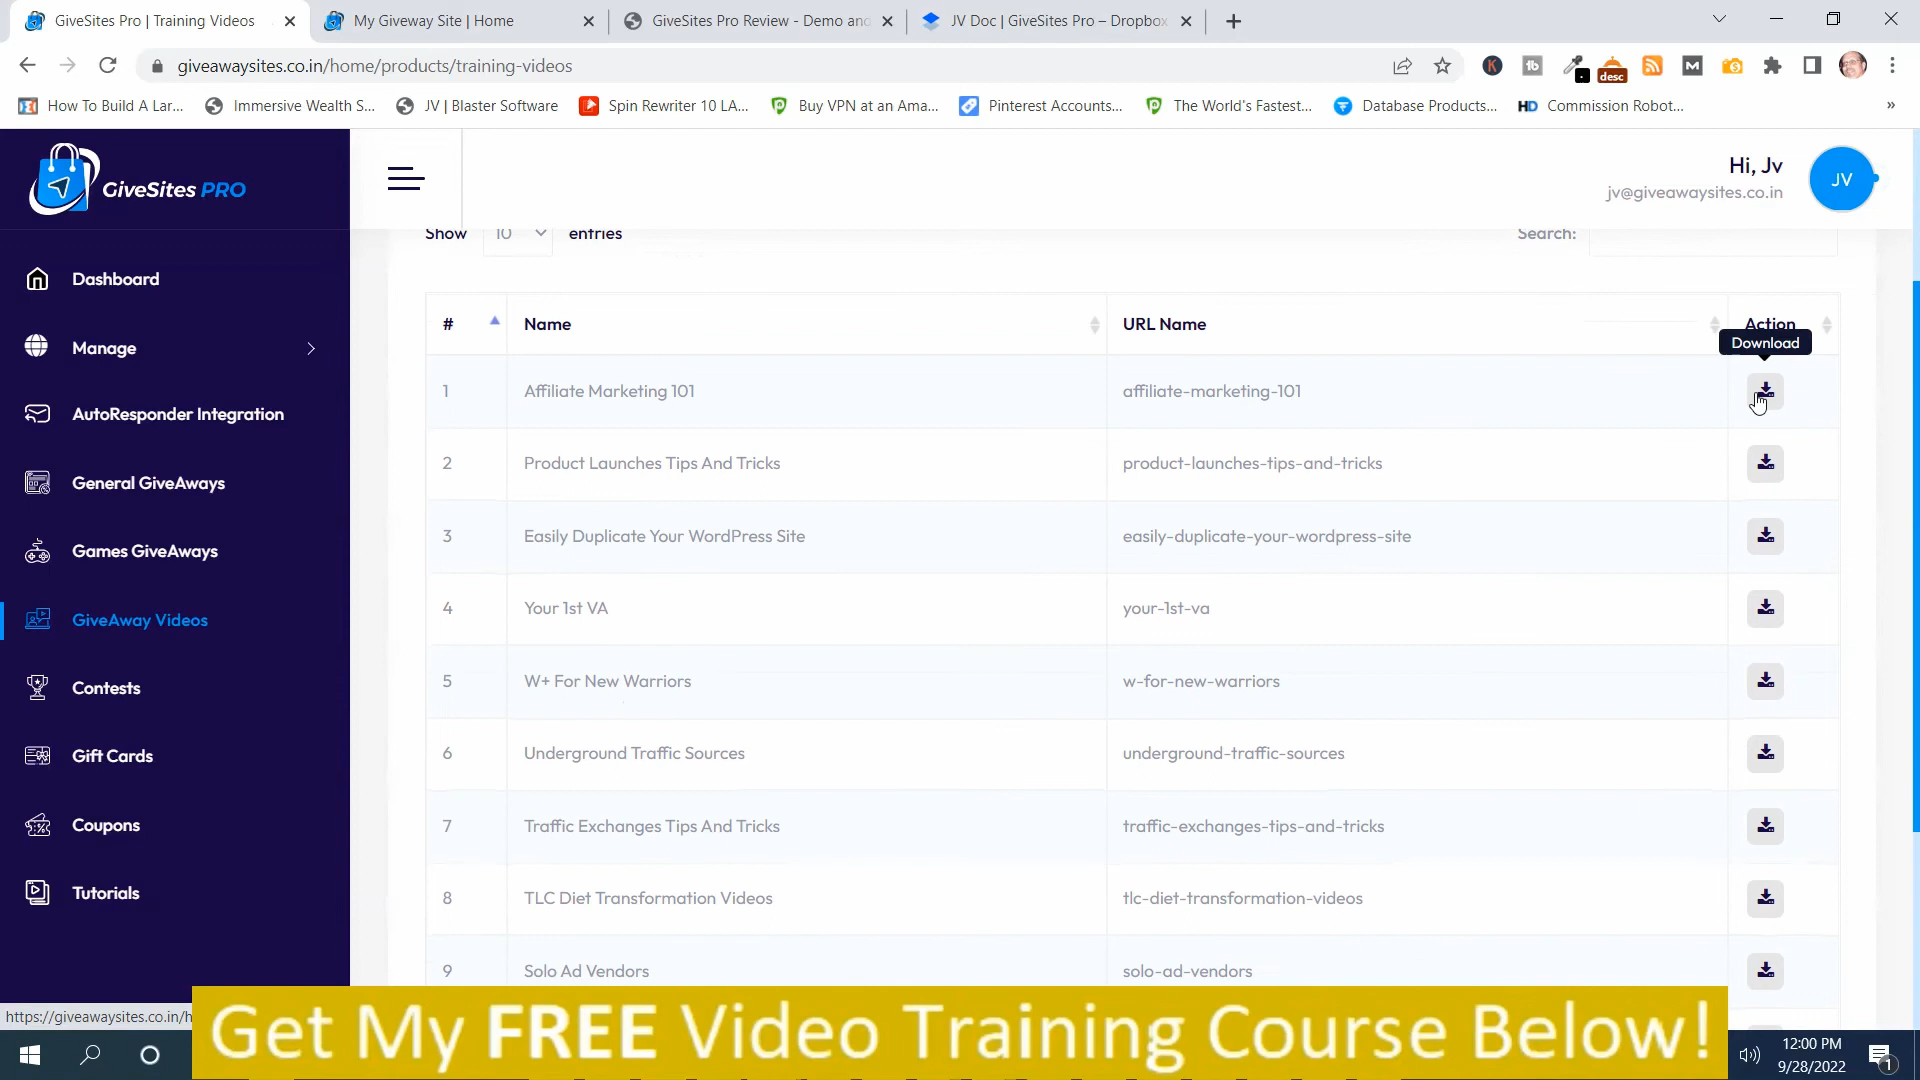 GiveSites Pro | Training Videos
My Giveway Site | Home
GiveSites Pro Review - Demo and
JV Doc | GiveSites Pro – Dropbox
giveawaysites.co.in/home/products/training-videos
desc
How To Build A Lar...
Immersive Wealth S...
JV | Blaster Software
Spin Rewriter 10 LA...
Buy VPN at an Ama...
Pinterest Accounts...
The World's Fastest...
Database Products...
HD Commission Robot...
»
GiveSites PRO
Hi, Jv
jv@giveawaysites.co.in
JV
Show 10 entries
Search:
Dashboard
Manage
AutoResponder Integration
General GiveAways
Games GiveAways
GiveAway Videos
Contests
Gift Cards
Coupons
Tutorials
# Name URL Name Action
Download
1 Affiliate Marketing 101 affiliate-marketing-101
2 Product Launches Tips And Tricks product-launches-tips-and-tricks
3 Easily Duplicate Your WordPress Site easily-duplicate-your-wordpress-site
4 Your 1st VA your-1st-va
5 W+ For New Warriors w-for-new-warriors
6 Underground Traffic Sources underground-traffic-sources
7 Traffic Exchanges Tips And Tricks traffic-exchanges-tips-and-tricks
8 TLC Diet Transformation Videos tlc-diet-transformation-videos
9 Solo Ad Vendors solo-ad-vendors
https://giveawaysites.co.in/h
Get My FREE Video Training Course Below!
12:00 PM
9/28/2022
1